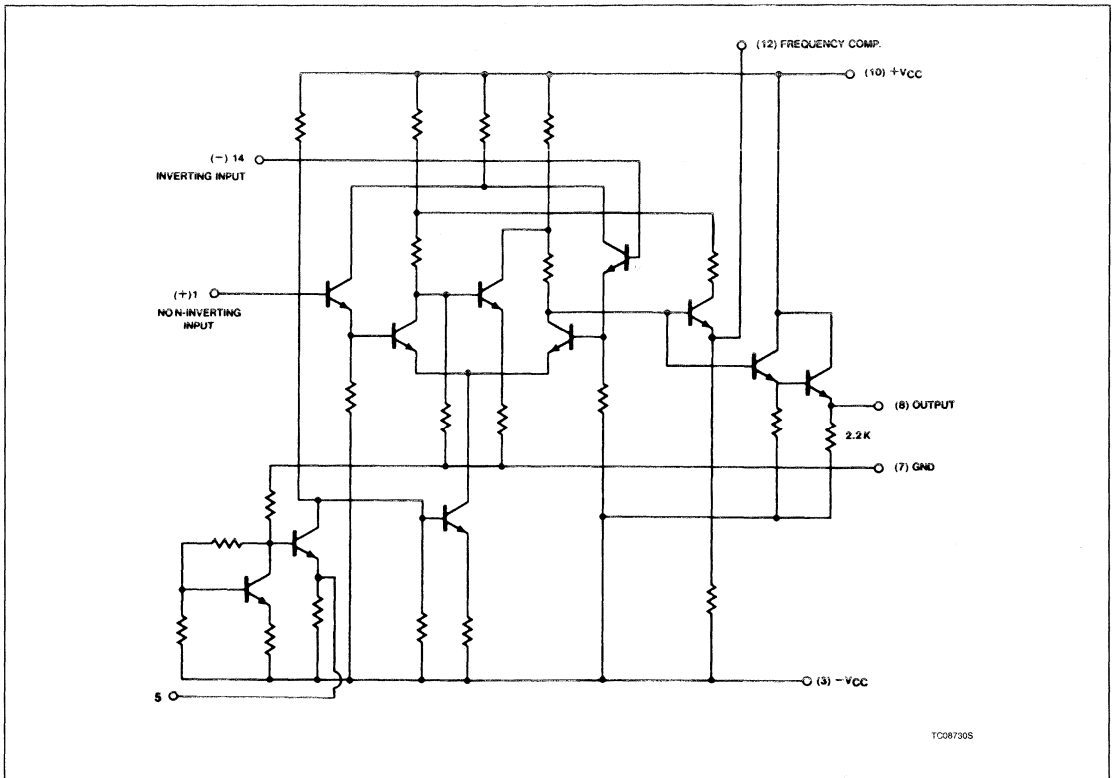 (12) FREQUENCY COMP.
(10) +VCC
(−) 14
INVERTING INPUT
(+)1
NON-INVERTING
INPUT
(8) OUTPUT
2.2K
(7) GND
5
(3) −VCC
TC08730S